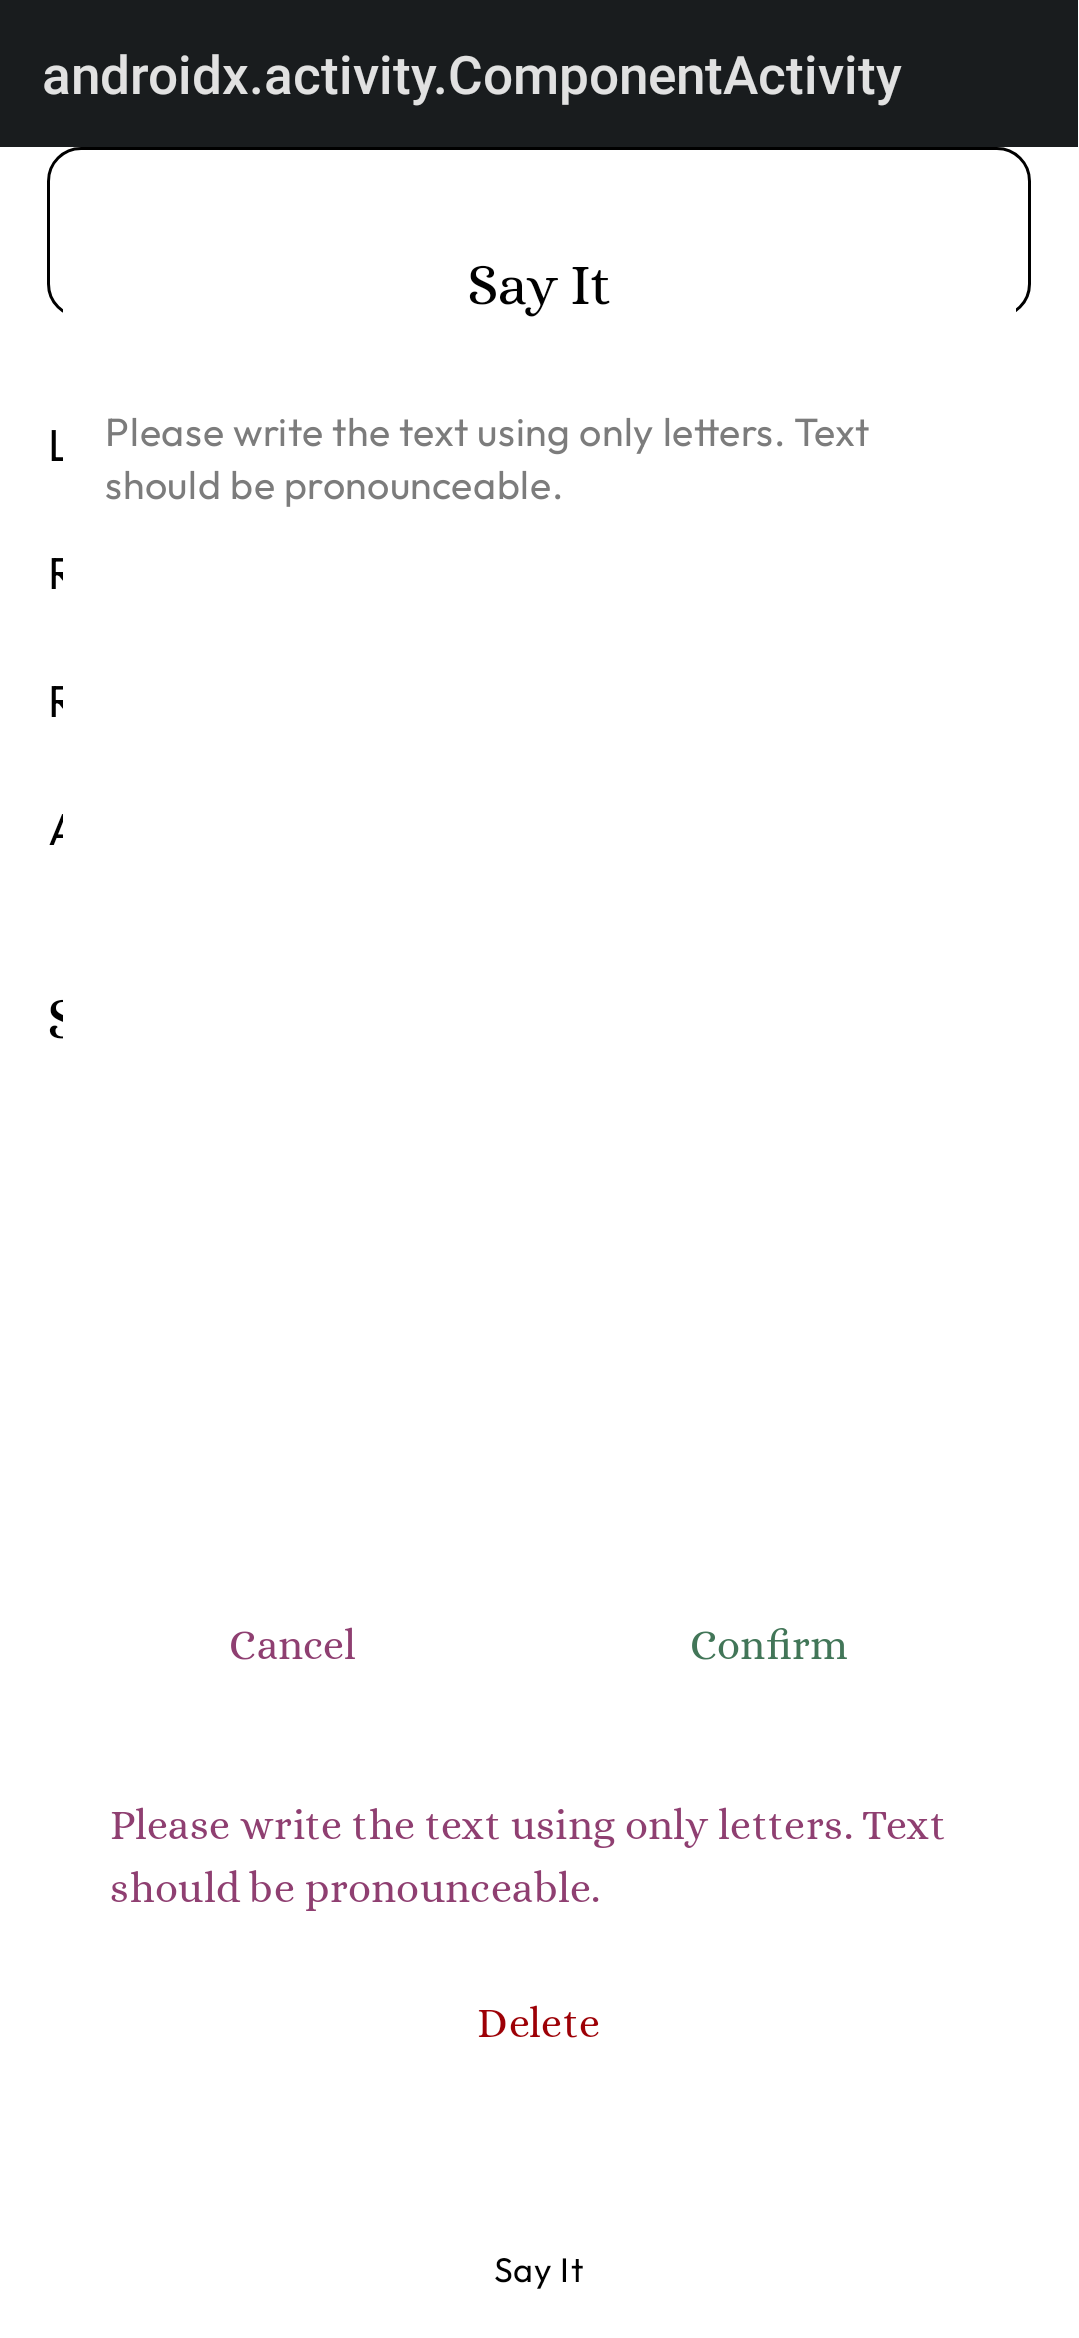 androidx.activity.ComponentActivity
Say It
Please write the text using only letters. Text
should be pronounceable.
L
R
R
A
S
Cancel
Confirm
Please write the text using only letters. Text
should be pronounceable.
Delete
Say It